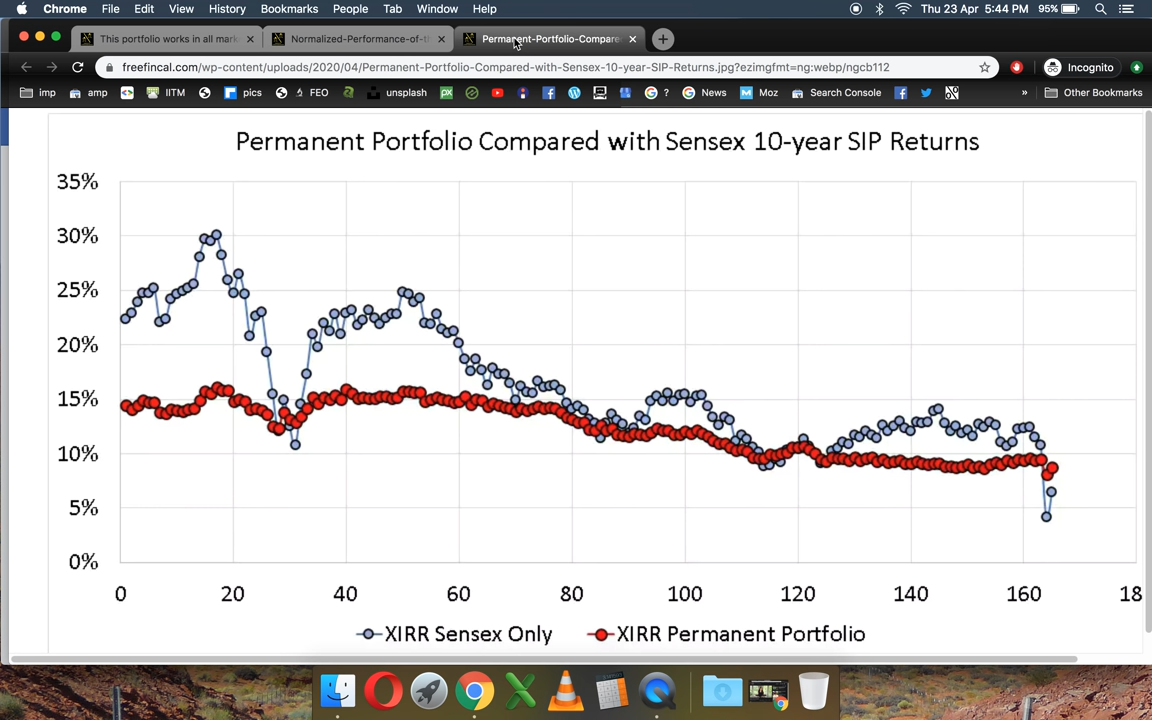 Chrome File Edit View History Bookmarks People Tab Window Help Thu 23 Apr 5:44 PM 95%
This portfolio works in all mark Normalized-Performance-of-th Permanent-Portfolio-Compare
freefincal.com/wp-content/uploads/2020/04/Permanent-Portfolio-Compared-with-Sensex-10-year-SIP-Returns.jpg?ezimgfmt=ng:webp/ngcb112 Incognito
imp amp IITM pics FEO unsplash PX ? News Moz Search Console » Other Bookmarks
Permanent Portfolio Compared with Sensex 10-year SIP Returns
35%
30%
25%
20%
15%
10%
5%
0%
0 20 40 60 80 100 120 140 160 18
XIRR Sensex Only XIRR Permanent Portfolio